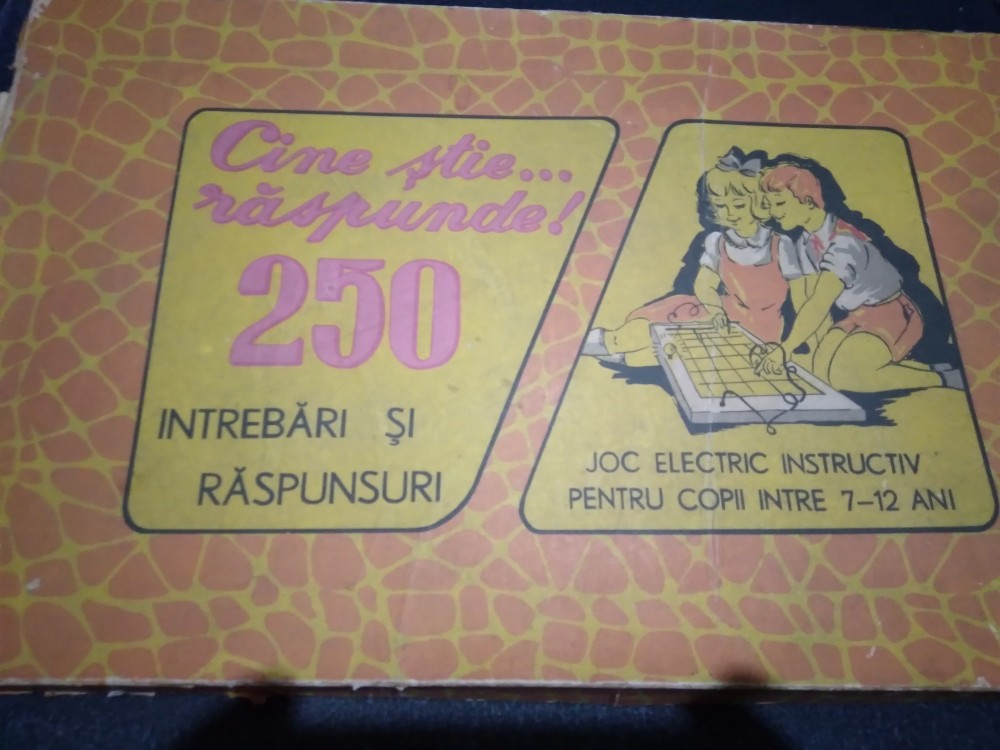 Cine știe...
răspunde!
250
INTREBĂRI ȘI
RĂSPUNSURI
JOC ELECTRIC INSTRUCTIV
PENTRU COPII INTRE 7-12 ANI